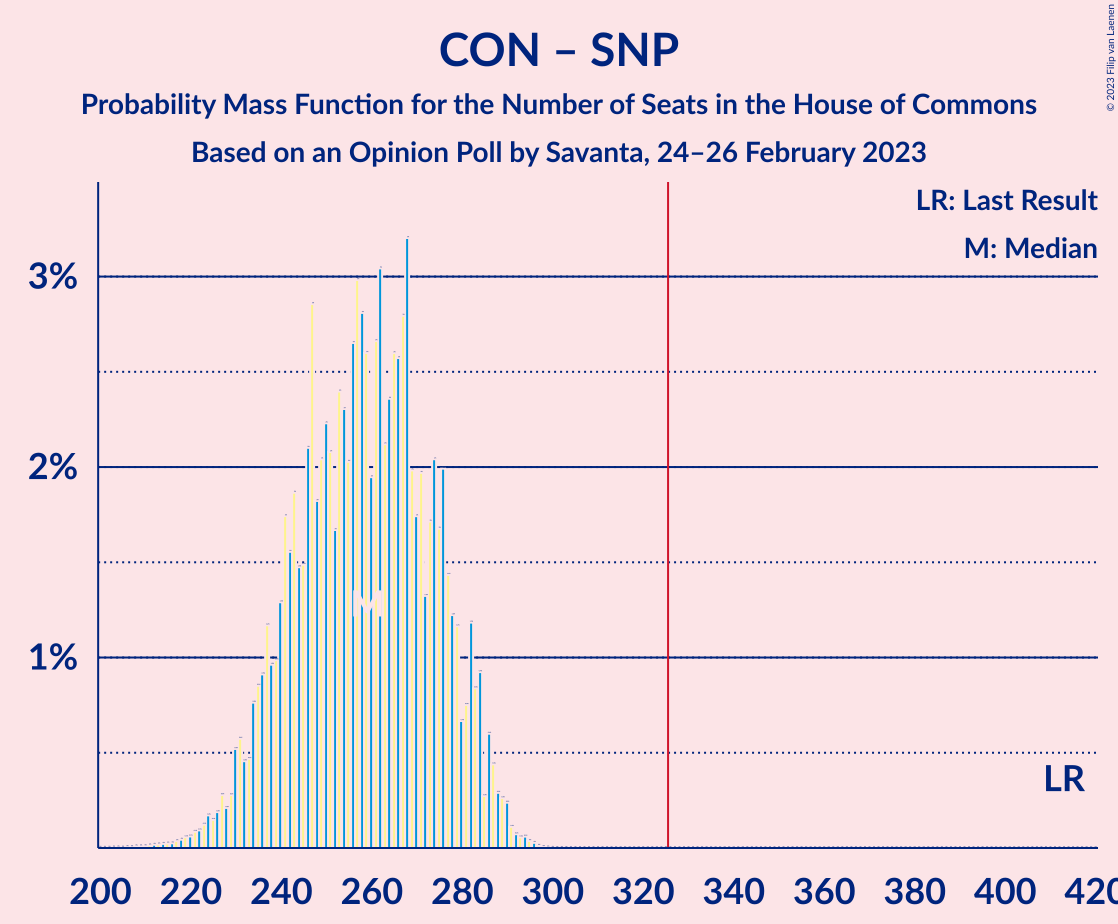 CON – SNP
Probability Mass Function for the Number of Seats in the House of Commons
Based on an Opinion Poll by Savanta, 24–26 February 2023
© 2023 Filip van Laenen
LR: Last Result
M: Median
3%
2%
1%
M
LR
200 220 240 260 280 300 320 340 360 380 400 420